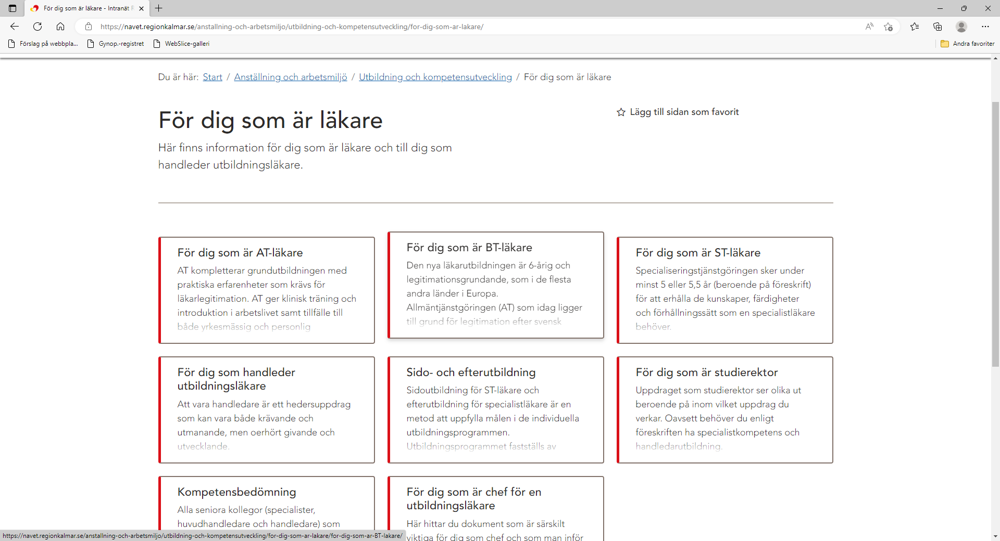 För dig som är läkare - Intranät R
https://navet.regionkalmar.se/anstallning-och-arbetsmiljo/utbildning-och-kompetensutveckling/for-dig-som-ar-lakare/
Förslag på webbpla...
Gynop.-registret
WebSlice-galleri
Andra favoriter
Du är här: Start / Anställning och arbetsmiljö / Utbildning och kompetensutveckling / För dig som är läkare
För dig som är läkare
Lägg till sidan som favorit
Här finns information för dig som är läkare och till dig som
handleder utbildningsläkare.
För dig som är AT-läkare
AT kompletterar grundutbildningen med
praktiska erfarenheter som krävs för
läkarlegitimation. AT ger klinisk träning och
introduktion i arbetslivet samt tillfälle till
både yrkesmässig och personlig
För dig som är BT-läkare
Den nya läkarutbildningen är 6-årig och
legitimationsgrundande, som i de flesta
andra länder i Europa.
Allmäntjänstgöringen (AT) som idag ligger
till grund för legitimation efter svensk
För dig som är ST-läkare
Specialiseringstjänstgöringen sker under
minst 5 eller 5,5 år (beroende på föreskrift)
för att erhålla de kunskaper, färdigheter
och förhållningssätt som en specialistläkare
behöver.
För dig som handleder
utbildningsläkare
Att vara handledare är ett hedersuppdrag
som kan vara både krävande och
utmanande, men oerhört givande och
utvecklande.
Sido- och efterutbildning
Sidoutbildning för ST-läkare och
efterutbildning för specialistläkare är en
metod att uppfylla målen i de individuella
utbildningsprogrammen.
Utbildningsprogrammet fastställs av
För dig som är studierektor
Uppdraget som studierektor ser olika ut
beroende på inom vilket uppdrag du
verkar. Oavsett behöver du enligt
föreskriften ha specialistkompetens och
handledarutbildning.
Kompetensbedömning
Alla seniora kollegor (specialister,
huvudhandledare och handledare) som
För dig som är chef för en
utbildningsläkare
Här hittar du dokument som är särskilt
viktiga för dig som chef och som man inför
https://navet.regionkalmar.se/anstallning-och-arbetsmiljo/utbildning-och-kompetensutveckling/for-dig-som-ar-lakare/for-dig-som-ar-BT-lakare/